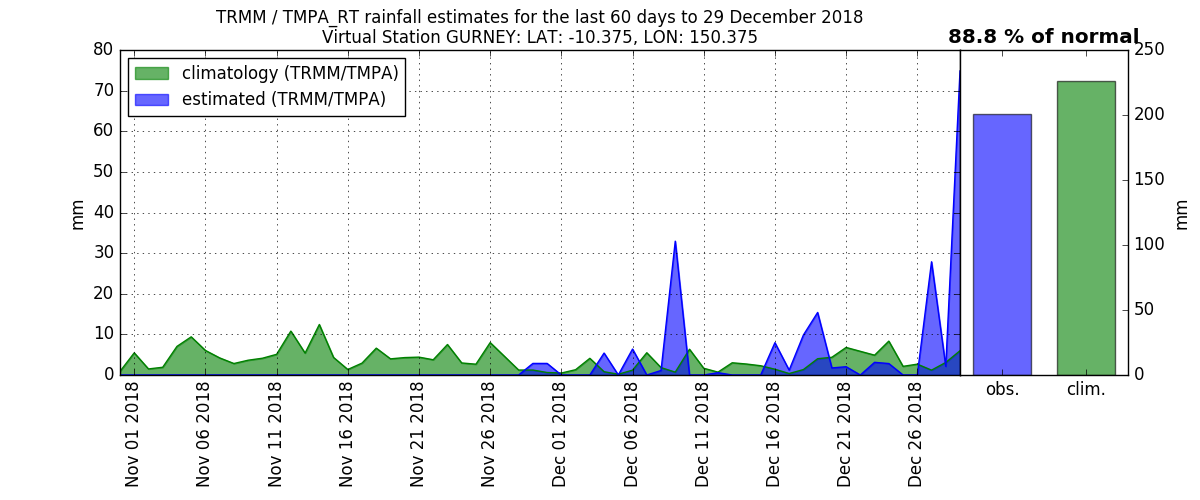 TRMM / TMPA_RT rainfall estimates for the last 60 days to 29 December 2018
Virtual Station GURNEY: LAT: -10.375, LON: 150.375
88.8 % of normal
climatology (TRMM/TMPA)
estimated (TRMM/TMPA)
80
70
60
50
40
30
20
10
0
mm
Nov 01 2018
Nov 06 2018
Nov 11 2018
Nov 16 2018
Nov 21 2018
Nov 26 2018
Dec 01 2018
Dec 06 2018
Dec 11 2018
Dec 16 2018
Dec 21 2018
Dec 26 2018
obs.
clim.
250
200
150
100
50
0
mm